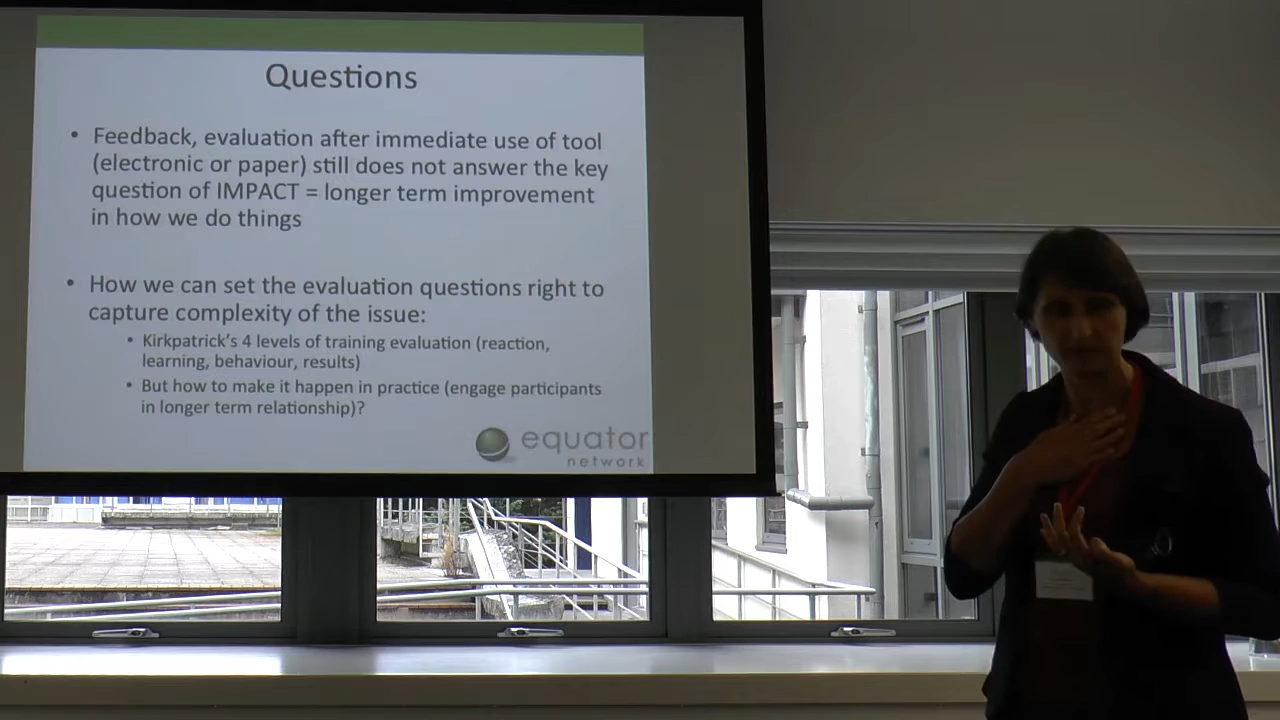 Questions
• Feedback, evaluation after immediate use of tool
(electronic or paper) still does not answer the key
question of IMPACT = longer term improvement
in how we do things
• How we can set the evaluation questions right to
capture complexity of the issue:
• Kirkpatrick's 4 levels of training evaluation (reaction,
learning, behaviour, results)
• But how to make it happen in practice (engage participants
in longer term relationship)?
equator
network